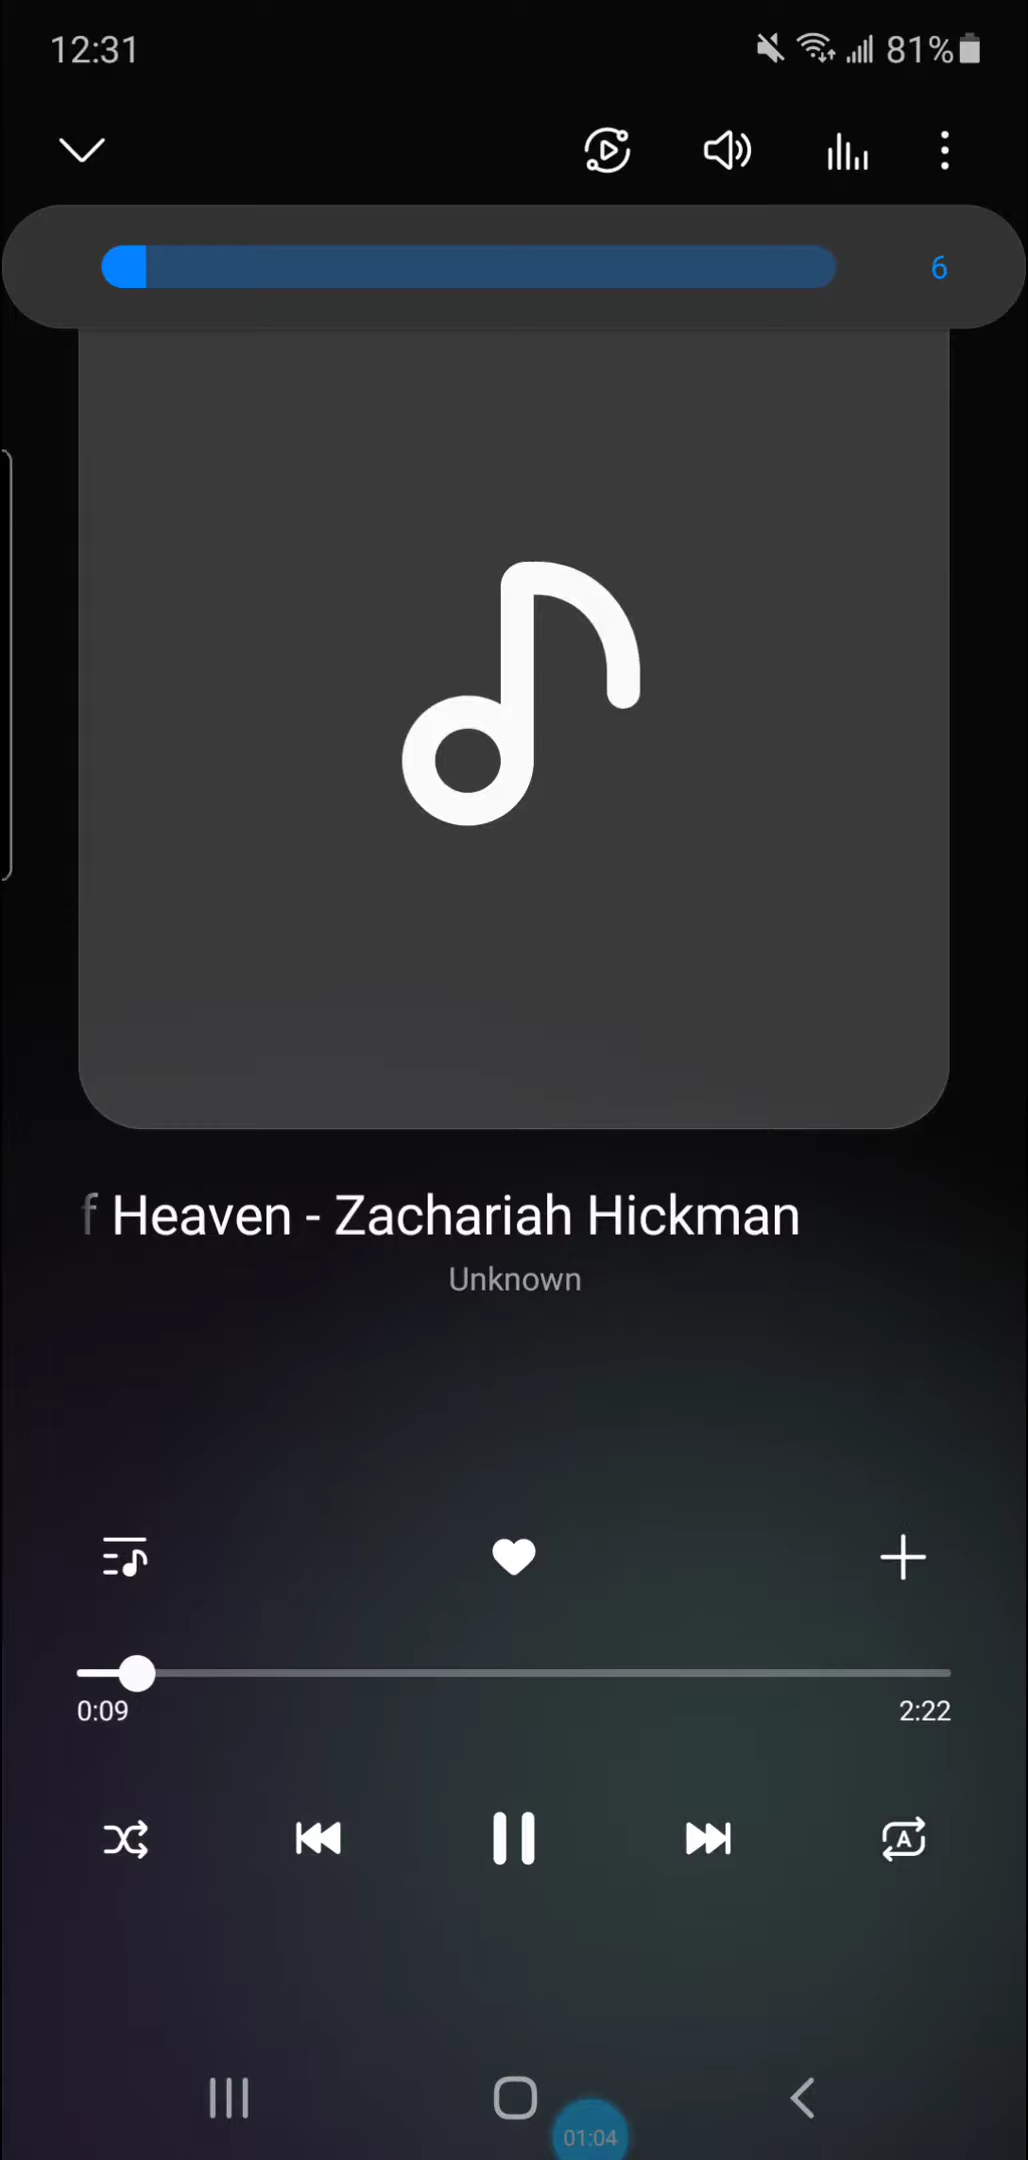 12:31
81%
6
f Heaven - Zachariah Hickman
Unknown
0:09
2:22
A
01:04